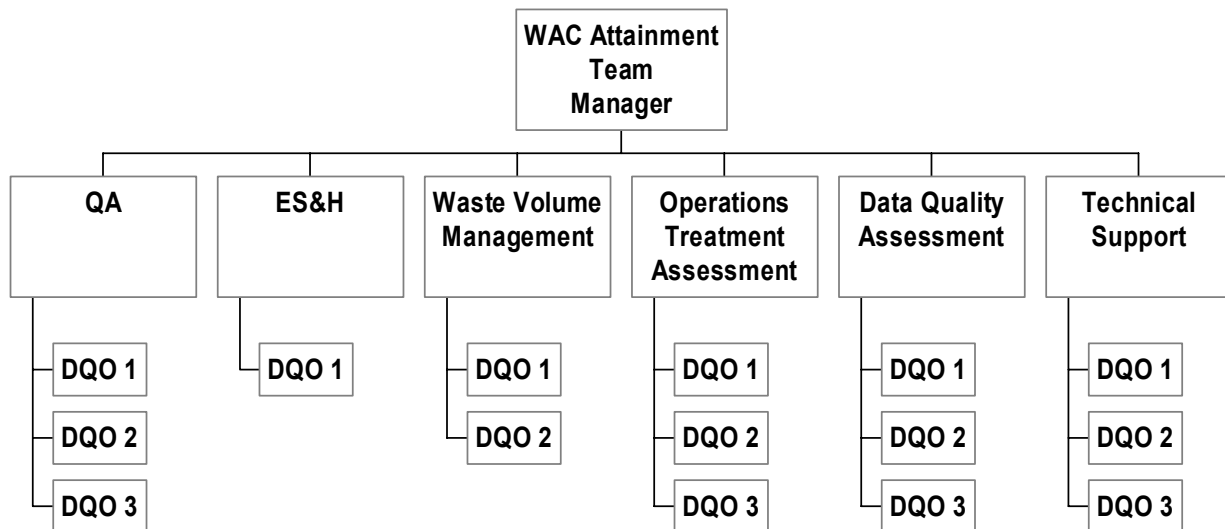 WAC Attainment
Team
Manager
QA
ES&H
Waste Volume
Management
Operations
Treatment
Assessment
Data Quality
Assessment
Technical
Support
DQO 1
DQO 1
DQO 1
DQO 1
DQO 1
DQO 1
DQO 2
DQO 2
DQO 2
DQO 2
DQO 2
DQO 3
DQO 3
DQO 3
DQO 3